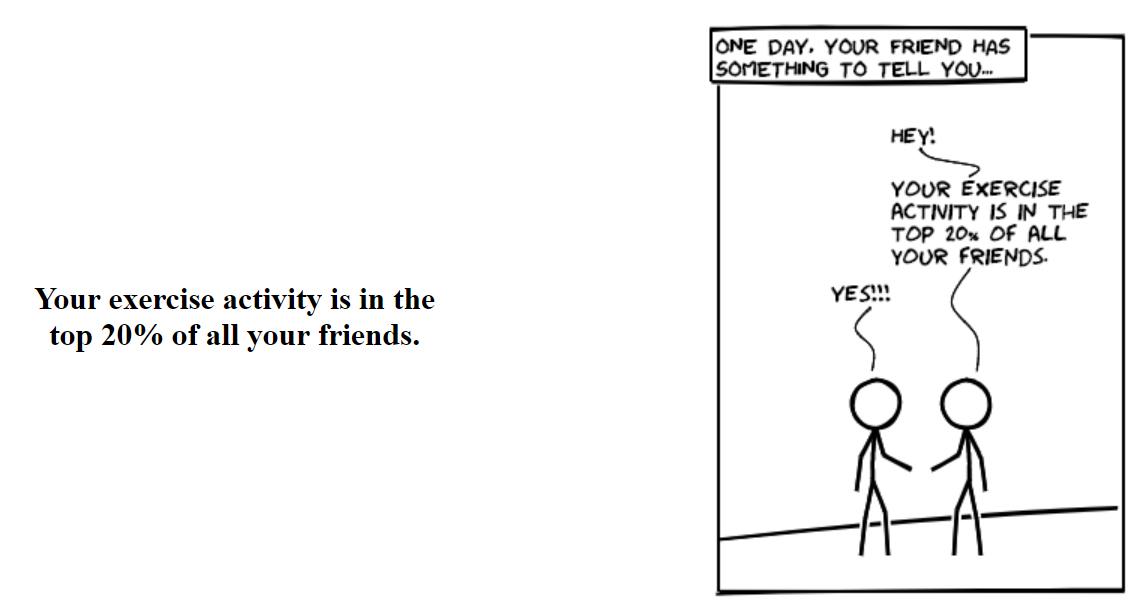 Your exercise activity is in the
top 20% of all your friends.
ONE DAY, YOUR FRIEND HAS
SOMETHING TO TELL YOU...
HEY!
YOUR EXERCISE
ACTIVITY IS IN THE
TOP 20% OF ALL
YOUR FRIENDS.
YES!!!